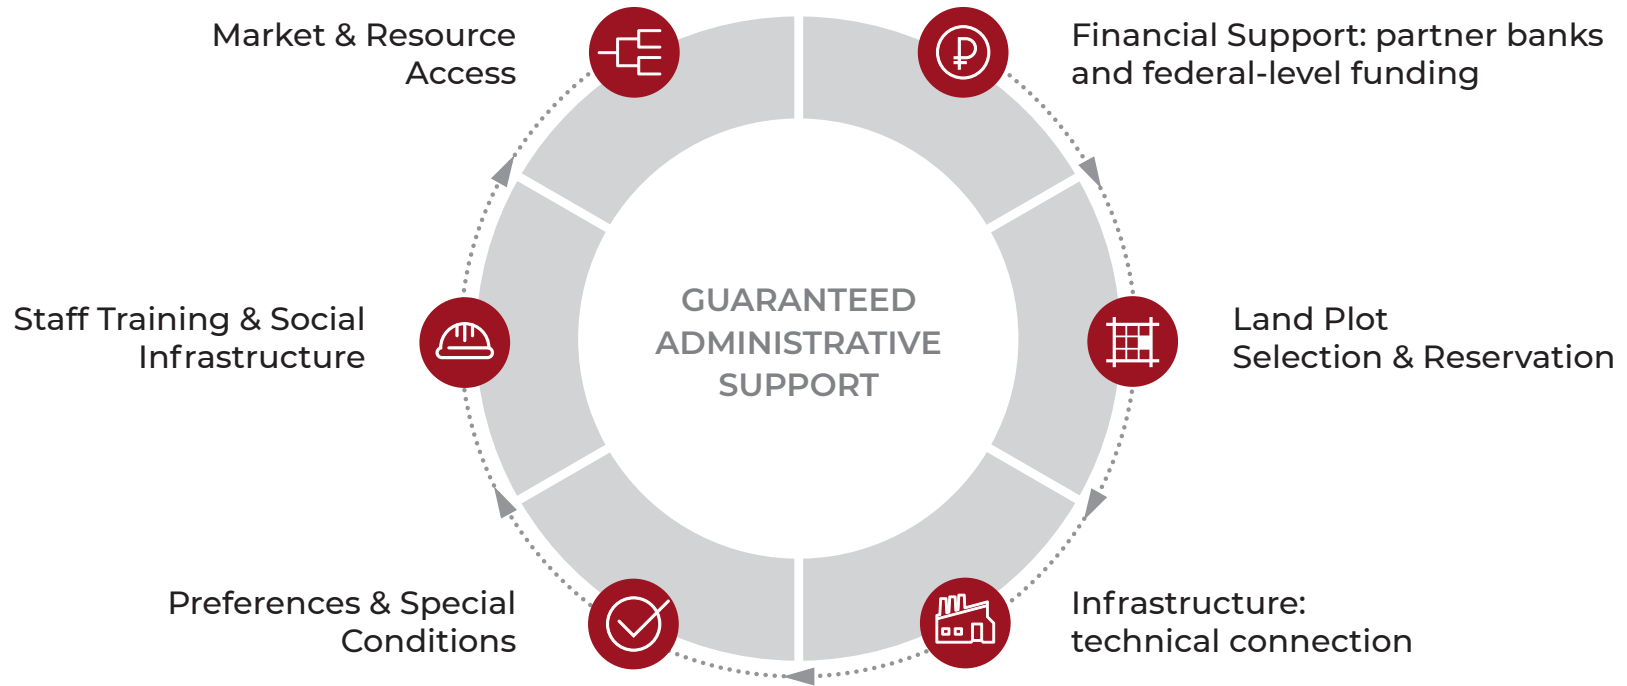 Market & Resource
Access
Financial Support: partner banks
and federal-level funding
Staff Training & Social
Infrastructure
GUARANTEED
ADMINISTRATIVE
SUPPORT
Land Plot
Selection & Reservation
Preferences & Special
Conditions
Infrastructure:
technical connection